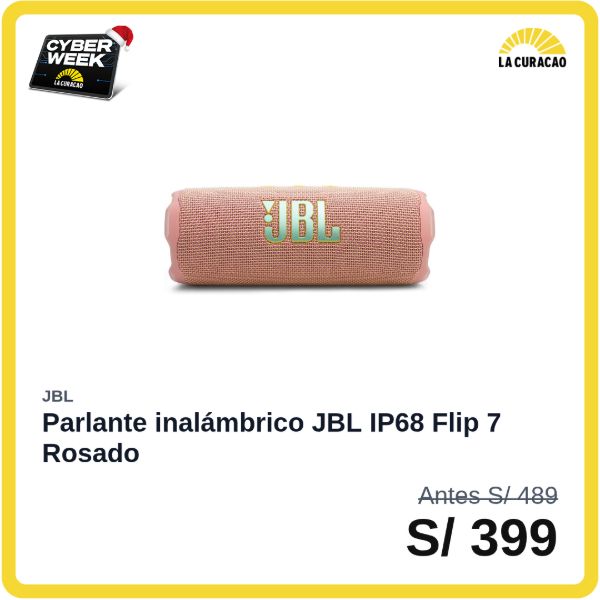 CYBER
WEEK
LA CURACAO
LA CURACAO
JBL
JBL
Parlante inalámbrico JBL IP68 Flip 7
Rosado
Antes S/ 489
S/ 399